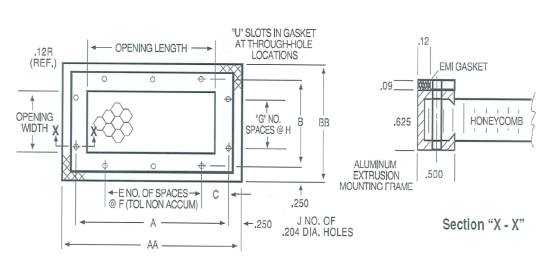 "U" SLOTS IN GASKET
AT THROUGH-HOLE
LOCATIONS
.12R
(REF.)
OPENING LENGTH
OPENING
WIDTH
X
X
"G" NO.
SPACES @ H
B
BB
E NO. OF SPACES
@ F (TOL NON ACCUM)
C
A
AA
.250
.250
J NO. OF
.204 DIA. HOLES
.12
EMI GASKET
.09
.625
HONEYCOMB
.500
ALUMINUM
EXTRUSION
MOUNTING FRAME
Section "X - X"